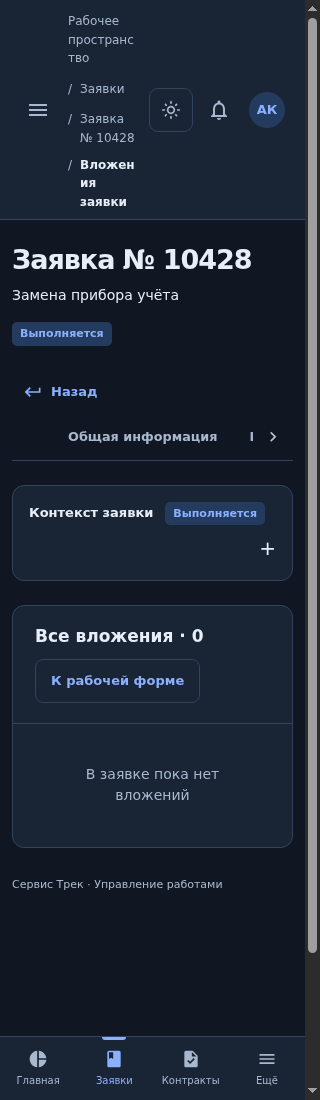 Рабочее
пространс
тво
/ Заявки
/ Заявка
№ 10428
/ Вложен
ия
заявки
АК
Заявка № 10428
Замена прибора учёта
Выполняется
Назад
Общая информация
Контекст заявки
Выполняется
Все вложения · 0
К рабочей форме
В заявке пока нет
вложений
Сервис Трек · Управление работами
Главная
Заявки
Контракты
Ещё